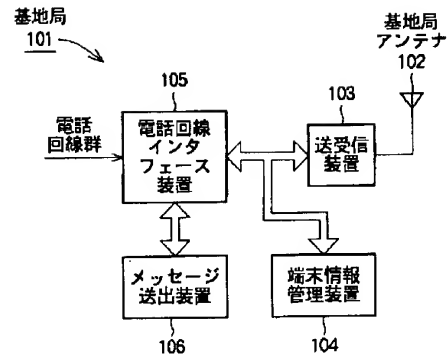 基地局
101
基地局
アンテナ
102
105
103
電話
回線群
電話回線
インタ
フェース
装置
送受信
装置
メッセージ
送出装置
端末情報
管理装置
106
104